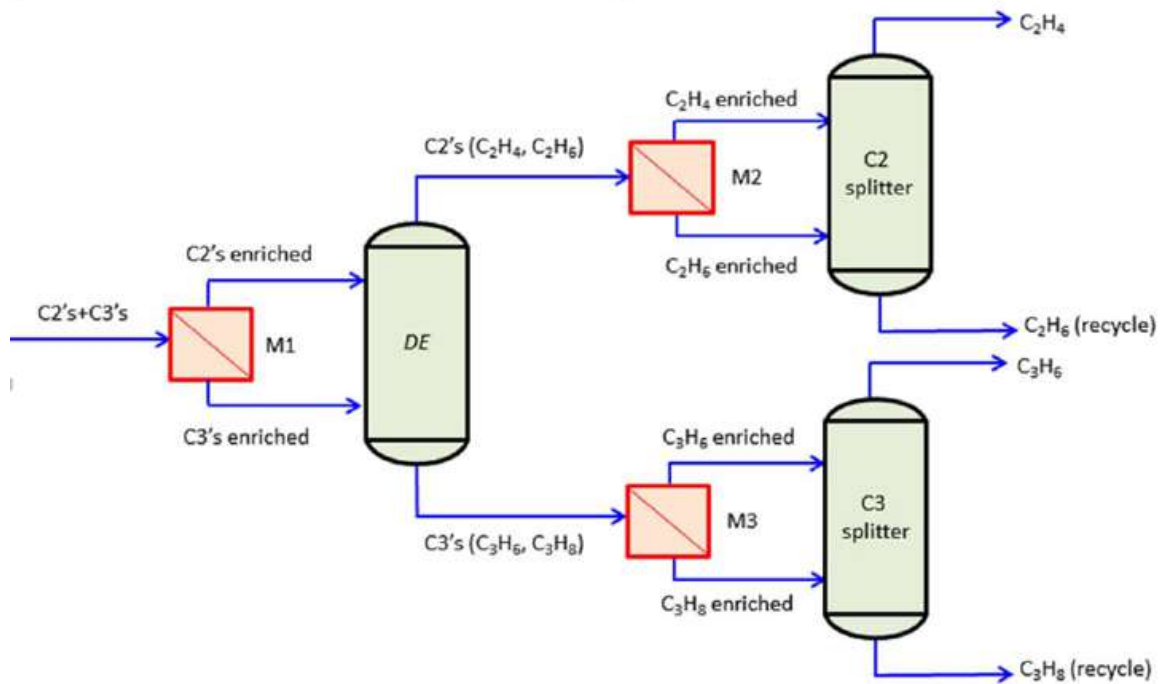 C₂H₄
C₂H₄ enriched
C2's (C₂H₄, C₂H₆)
M2
C2
splitter
C₂H₆ enriched
C2's enriched
C2's+C3's
M1
DE
C₂H₆ (recycle)
C₃H₆
C3's enriched
C₃H₆ enriched
M3
C3
splitter
C3's (C₃H₆, C₃H₈)
C₃H₈ enriched
C₃H₈ (recycle)